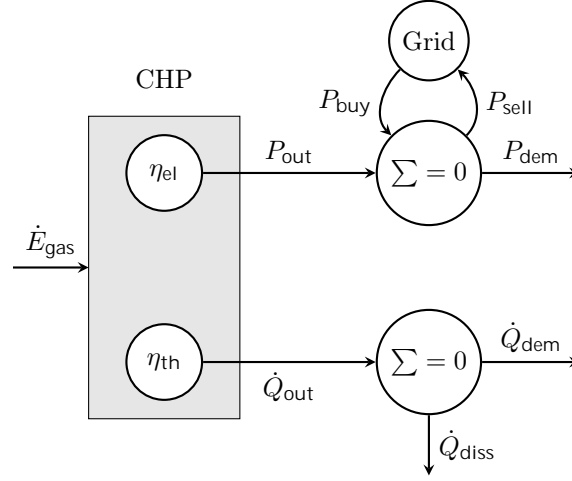 Grid
CHP
P_buy
P_sell
η_el
P_out
∑ = 0
P_dem
Ė_gas
η_th
Q̇_out
∑ = 0
Q̇_dem
Q̇_diss